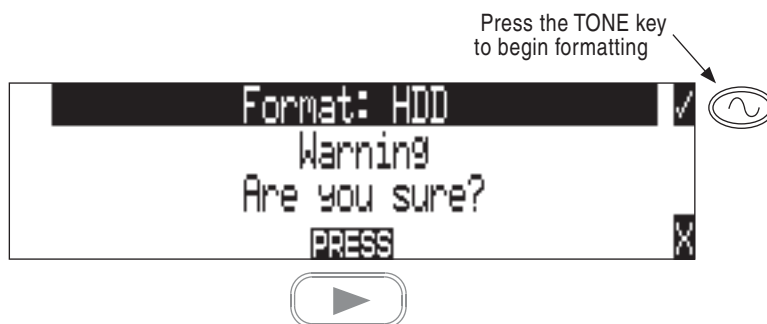 Press the TONE key
to begin formatting
Format: HDD
Warning
Are you sure?
PRESS
X